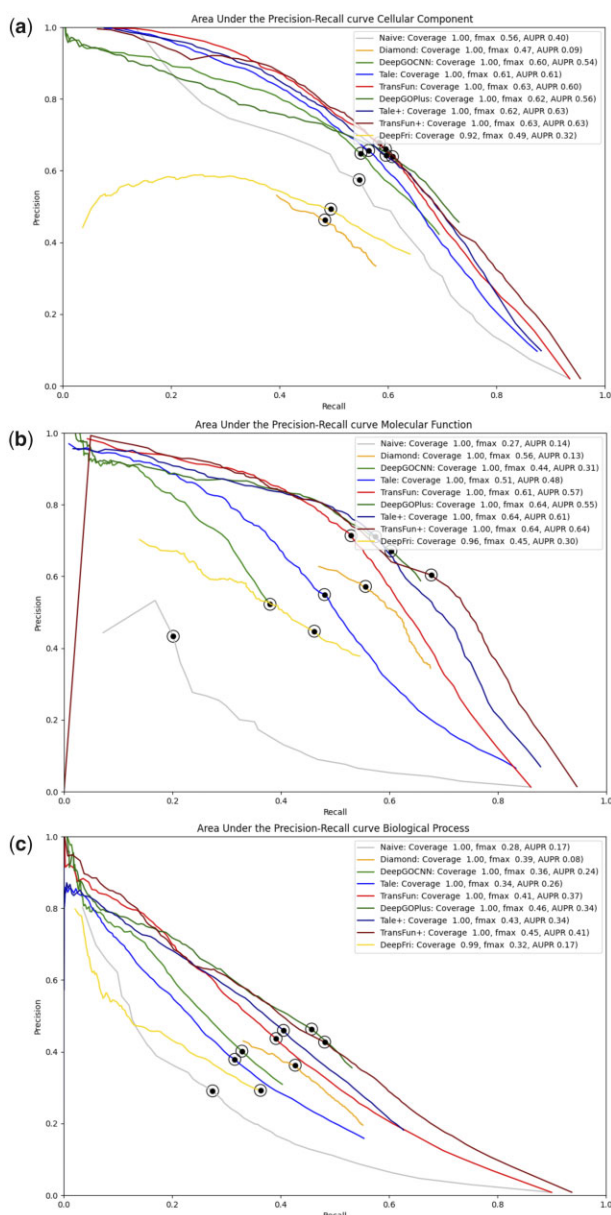 (a)
Area Under the Precision-Recall curve Cellular Component
1.0
0.8
0.6
0.4
0.2
0.0
Precision
Naive: Coverage 1.00, fmax 0.56, AUPR 0.40
Diamond: Coverage 1.00, fmax 0.47, AUPR 0.09
DeepGOCNN: Coverage 1.00, fmax 0.60, AUPR 0.54
Tale: Coverage 1.00, fmax 0.61, AUPR 0.61
TransFun: Coverage 1.00, fmax 0.63, AUPR 0.60
DeepGOPlus: Coverage 1.00, fmax 0.62, AUPR 0.56
Tale+: Coverage 1.00, fmax 0.62, AUPR 0.63
TransFun+: Coverage 1.00, fmax 0.63, AUPR 0.63
DeepFri: Coverage 0.92, fmax 0.49, AUPR 0.32
0.0 0.2 0.4 0.6 0.8 1.0
Recall
(b)
Area Under the Precision-Recall curve Molecular Function
1.0
0.8
0.6
0.4
0.2
0.0
Precision
Naive: Coverage 1.00, fmax 0.27, AUPR 0.14
Diamond: Coverage 1.00, fmax 0.56, AUPR 0.13
DeepGOCNN: Coverage 1.00, fmax 0.44, AUPR 0.31
Tale: Coverage 1.00, fmax 0.51, AUPR 0.48
TransFun: Coverage 1.00, fmax 0.61, AUPR 0.57
DeepGOPlus: Coverage 1.00, fmax 0.64, AUPR 0.55
Tale+: Coverage 1.00, fmax 0.64, AUPR 0.61
TransFun+: Coverage 1.00, fmax 0.64, AUPR 0.64
DeepFri: Coverage 0.96, fmax 0.45, AUPR 0.30
0.0 0.2 0.4 0.6 0.8 1.0
Recall
(c)
Area Under the Precision-Recall curve Biological Process
1.0
0.8
0.6
0.4
0.2
0.0
Precision
Naive: Coverage 1.00, fmax 0.28, AUPR 0.17
Diamond: Coverage 1.00, fmax 0.39, AUPR 0.08
DeepGOCNN: Coverage 1.00, fmax 0.36, AUPR 0.24
Tale: Coverage 1.00, fmax 0.34, AUPR 0.26
TransFun: Coverage 1.00, fmax 0.41, AUPR 0.37
DeepGOPlus: Coverage 1.00, fmax 0.46, AUPR 0.34
Tale+: Coverage 1.00, fmax 0.43, AUPR 0.34
TransFun+: Coverage 1.00, fmax 0.45, AUPR 0.41
DeepFri: Coverage 0.99, fmax 0.32, AUPR 0.17
0.0 0.2 0.4 0.6 0.8 1.0
Recall